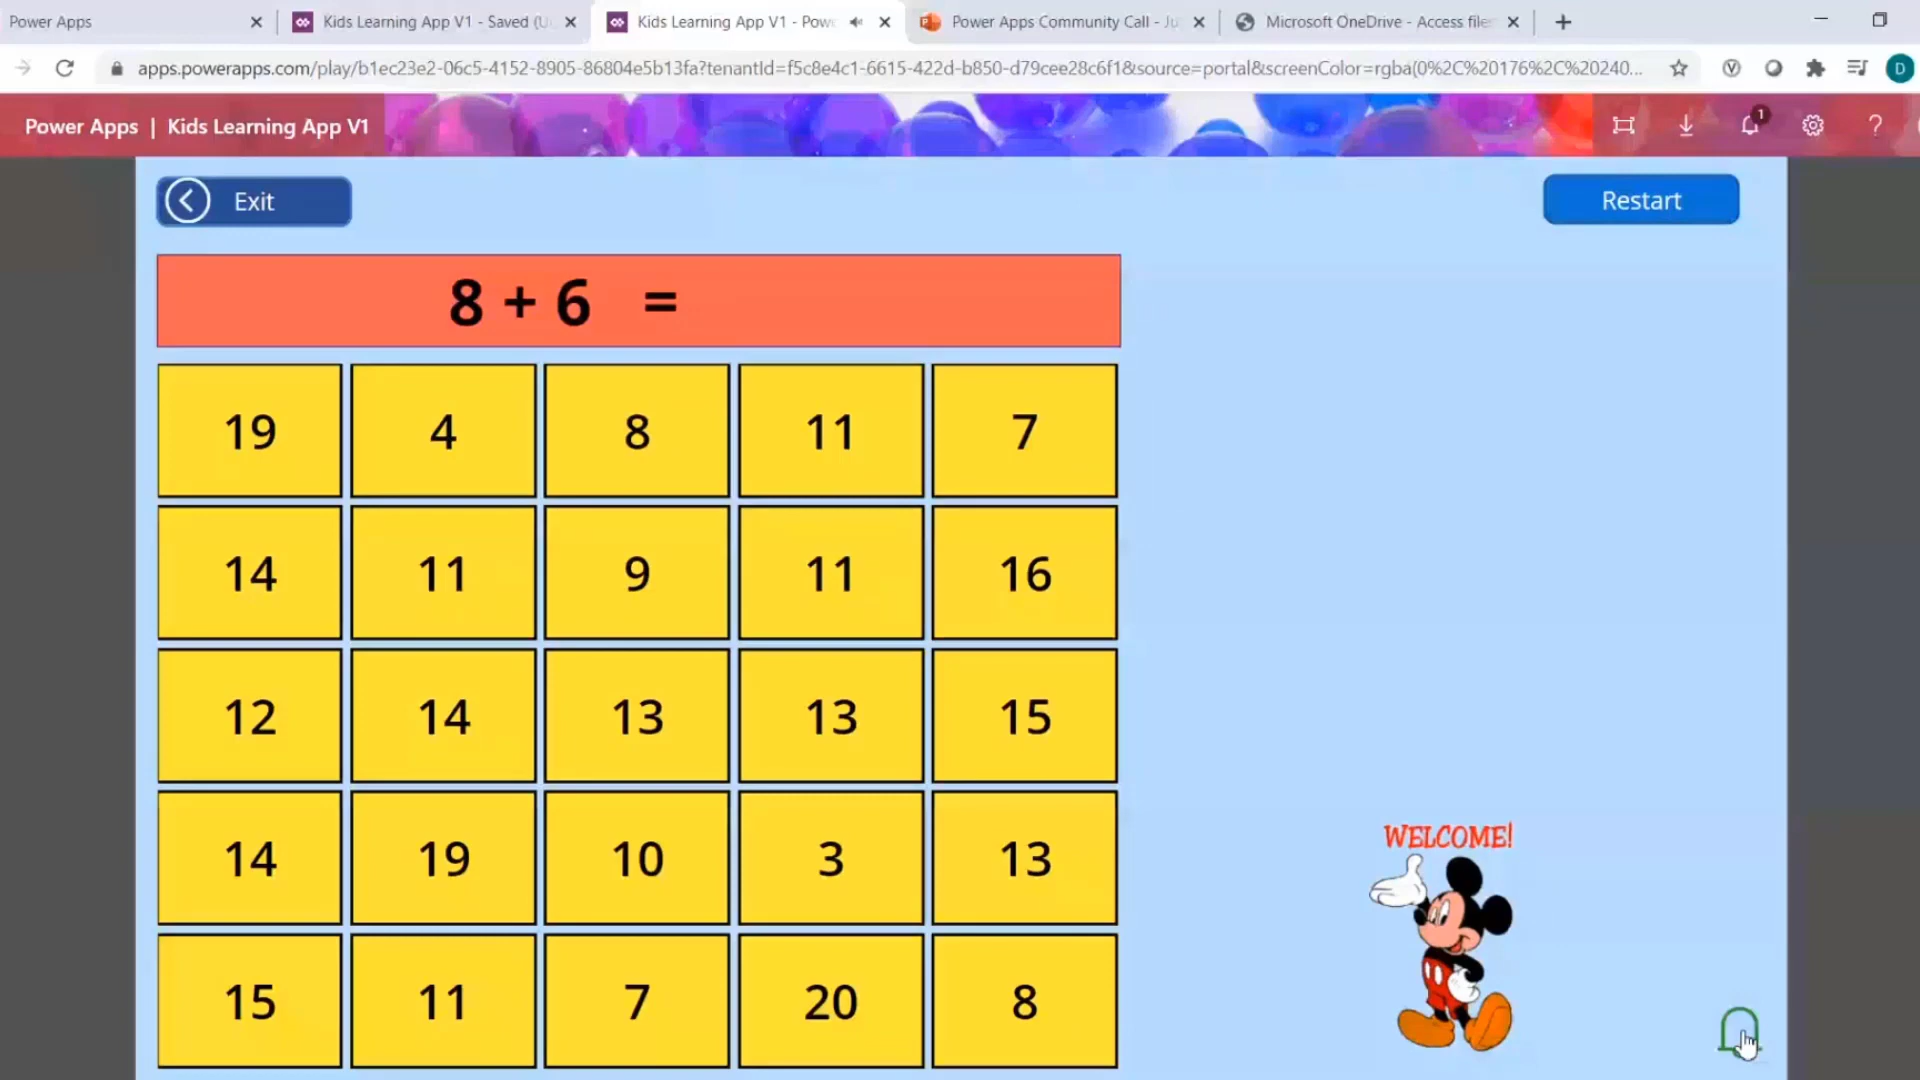 Power Apps
Kids Learning App V1 - Saved (U
Kids Learning App V1 - Pow
Power Apps Community Call - Ju
Microsoft OneDrive - Access files
apps.powerapps.com/play/b1ec23e2-06c5-4152-8905-86804e5b13fa?tenantId=f5c8e4c1-6615-422d-b850-d79cee28c6f1&source=portal&screenColor=rgba(0%2C%20176%2C%20240...
D
Power Apps | Kids Learning App V1
1
?
Exit
Restart
8 + 6 =
19 4 8 11 7
14 11 9 11 16
12 14 13 13 15
14 19 10 3 13
15 11 7 20 8
WELCOME!